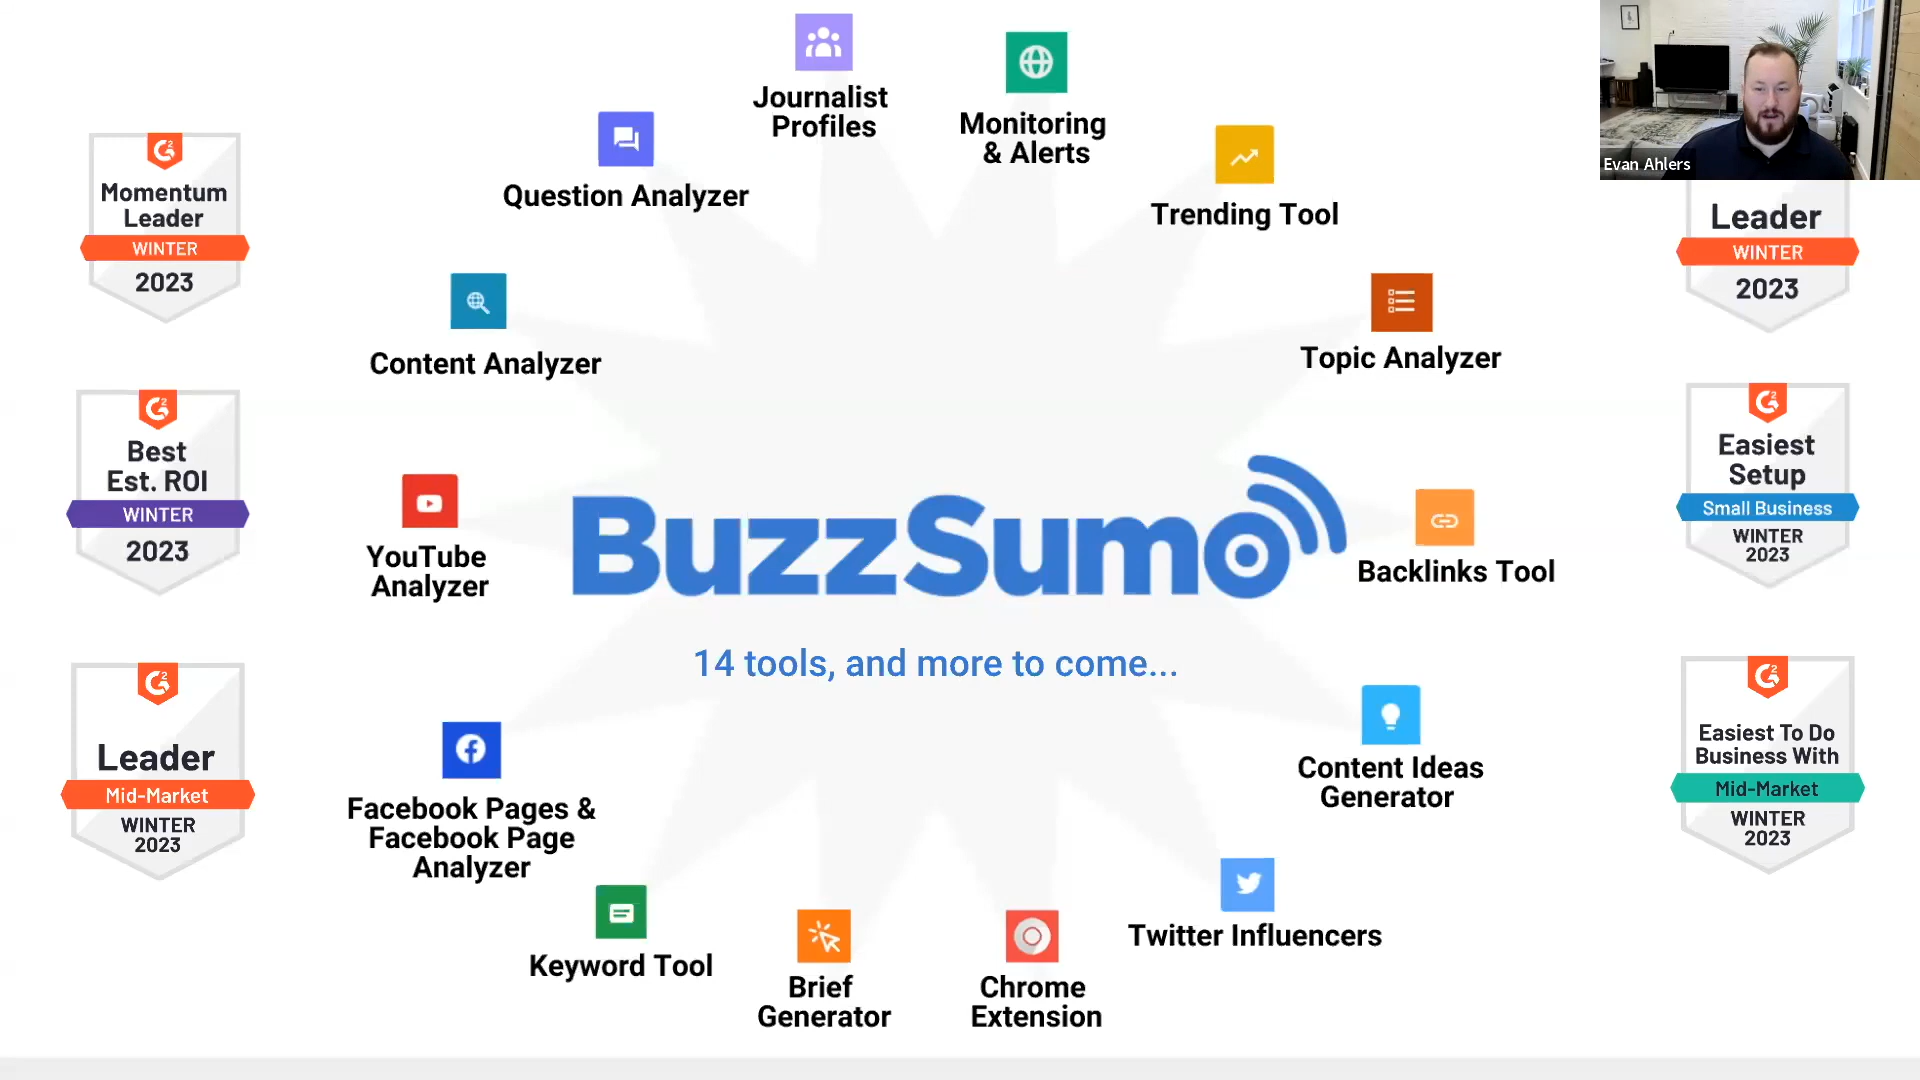 Journalist
Profiles
Monitoring
& Alerts
Evan Ahlers
Question Analyzer
Trending Tool
Momentum
Leader
WINTER
2023
Leader
WINTER
2023
Content Analyzer
Topic Analyzer
Best
Est. ROI
WINTER
2023
Easiest
Setup
Small Business
WINTER
2023
YouTube
Analyzer
BuzzSumo
Backlinks Tool
14 tools, and more to come...
Leader
Mid-Market
WINTER
2023
Facebook Pages &
Facebook Page
Analyzer
Content Ideas
Generator
Easiest To Do
Business With
Mid-Market
WINTER
2023
Keyword Tool
Brief
Generator
Chrome
Extension
Twitter Influencers